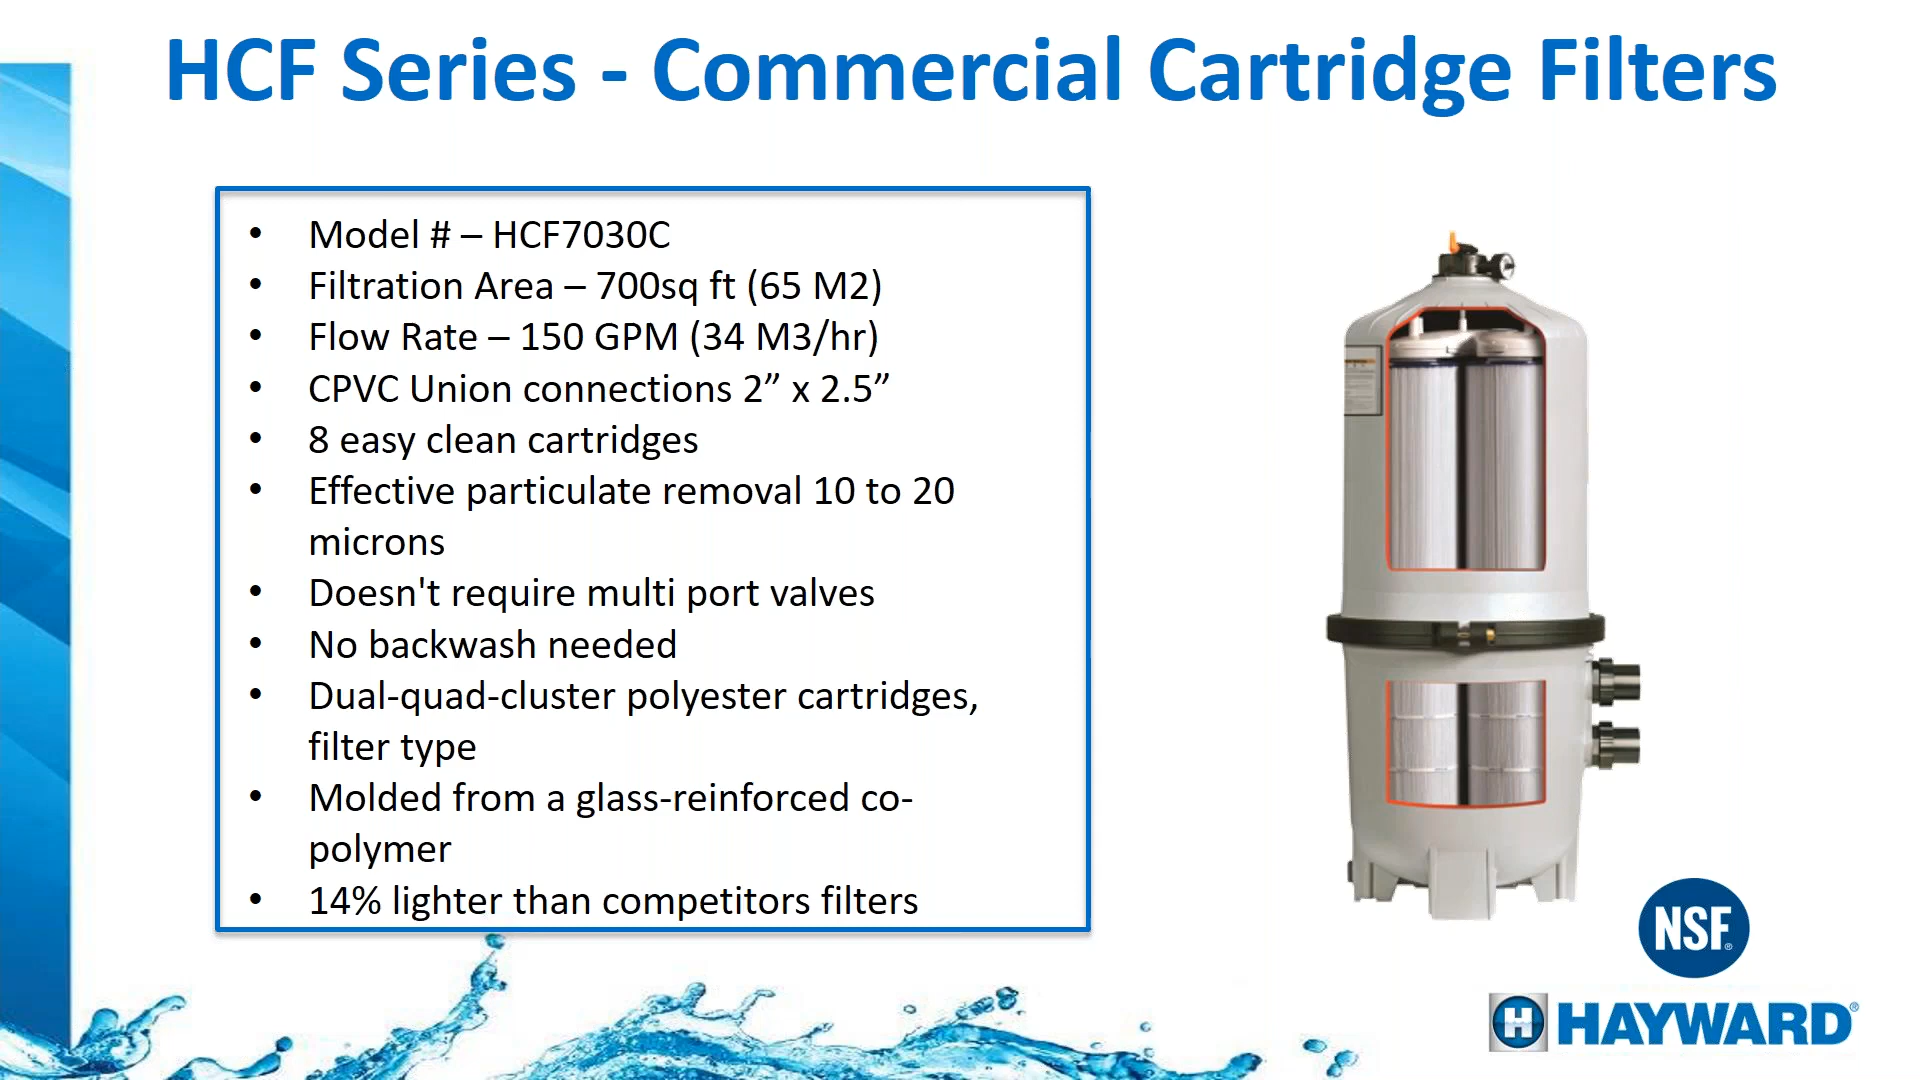 HCF Series - Commercial Cartridge Filters
• Model # – HCF7030C
• Filtration Area – 700sq ft (65 M2)
• Flow Rate – 150 GPM (34 M3/hr)
• CPVC Union connections 2” x 2.5”
• 8 easy clean cartridges
• Effective particulate removal 10 to 20
microns
• Doesn't require multi port valves
• No backwash needed
• Dual-quad-cluster polyester cartridges,
filter type
• Molded from a glass-reinforced co-
polymer
• 14% lighter than competitors filters
NSF®
H HAYWARD®